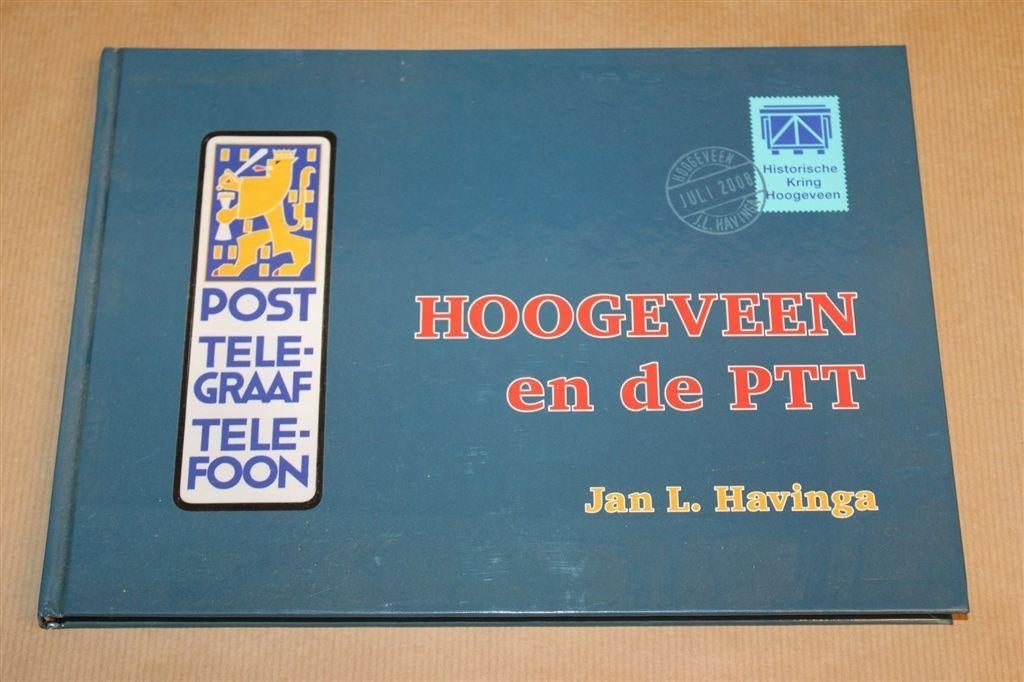 POST
TELE-
GRAAF
TELE-
FOON
HOOGEVEEN
JULI 2008
J.L. HAVINGA
Historische
Kring
Hoogeveen
HOOGEVEEN
en de PTT
Jan L. Havinga